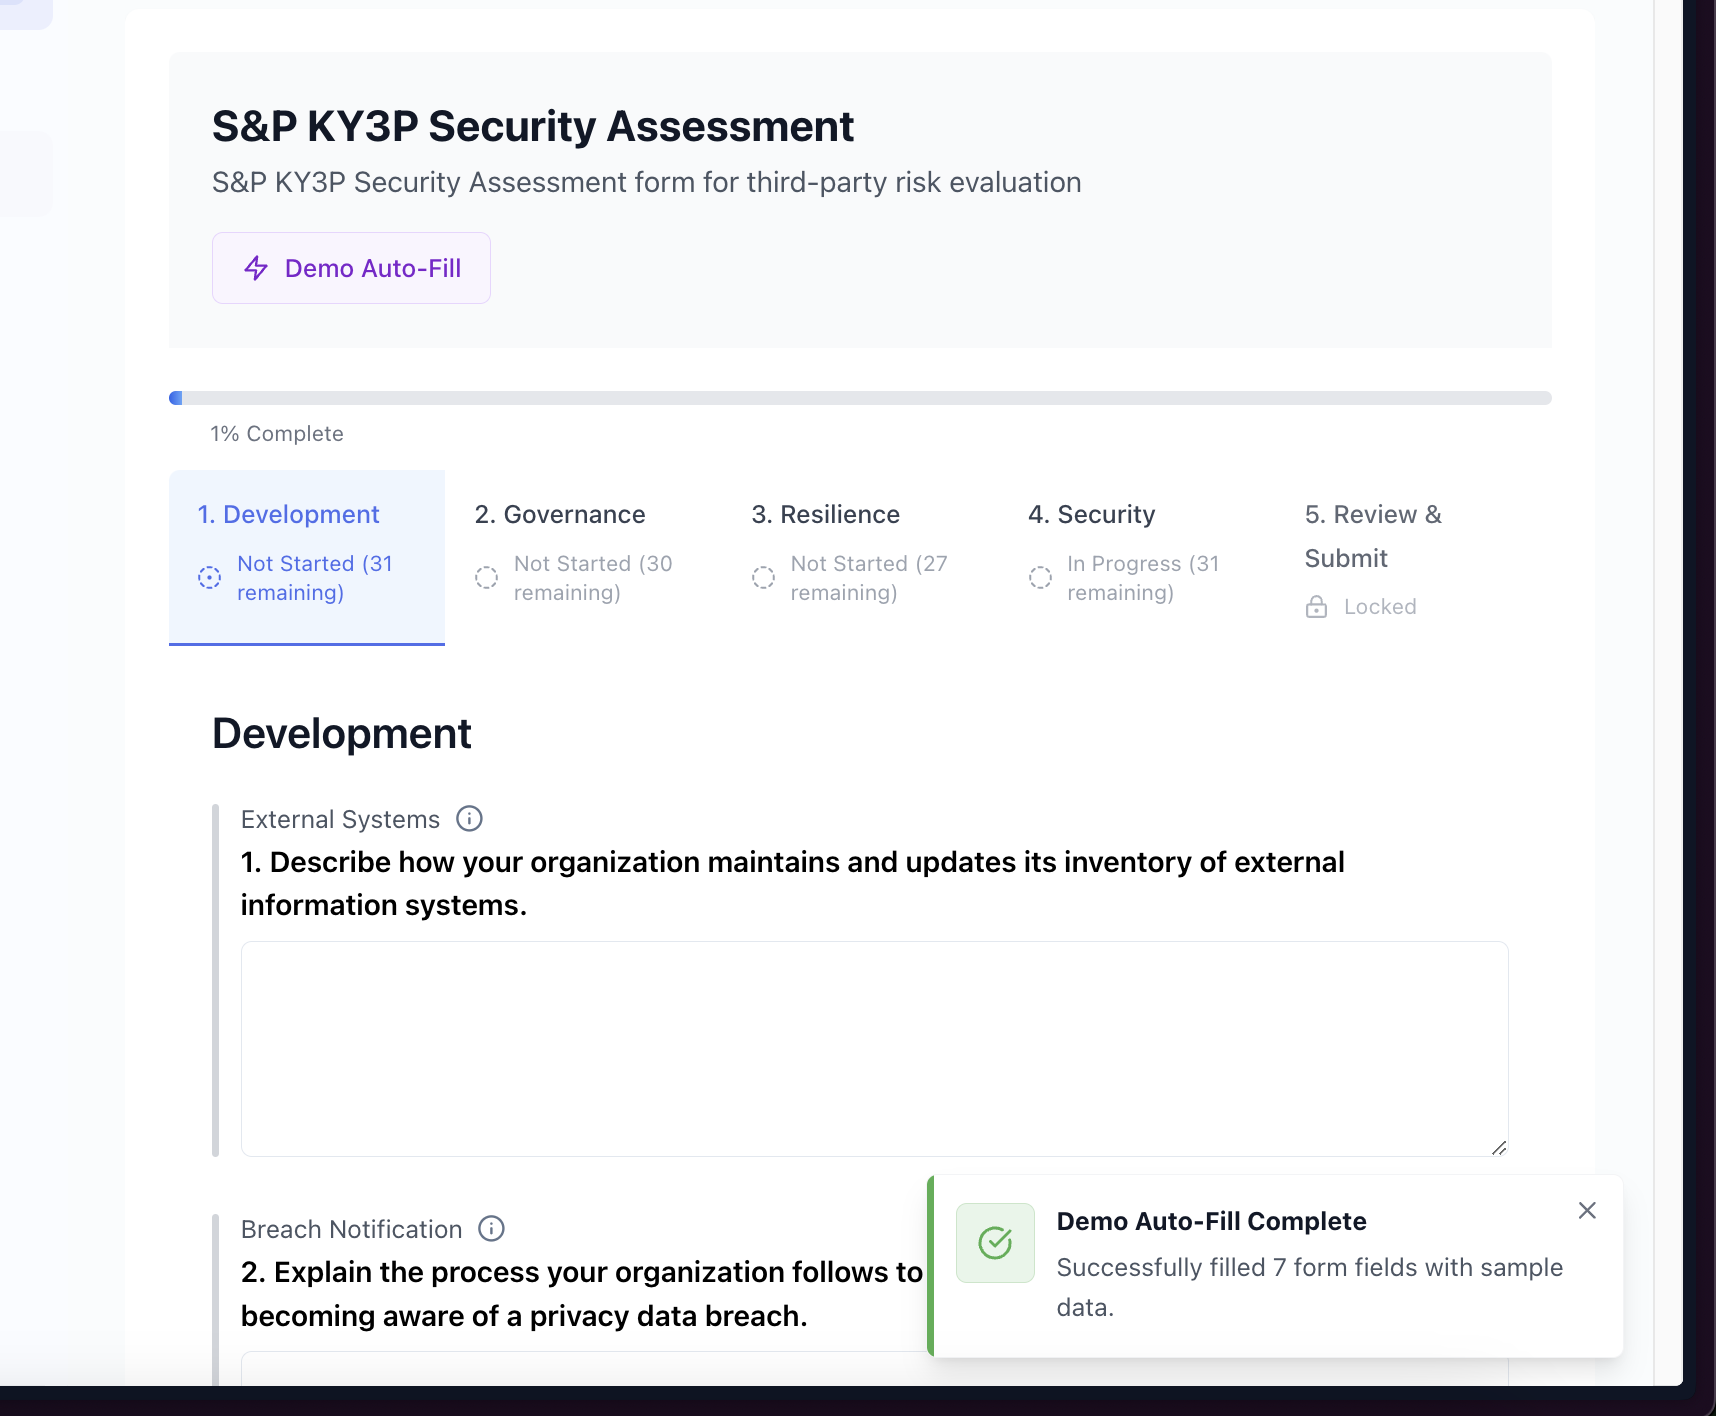 S&P KY3P Security Assessment
S&P KY3P Security Assessment form for third-party risk evaluation
Demo Auto-Fill
1% Complete
1. Development
Not Started (31
remaining)
2. Governance
Not Started (30
remaining)
3. Resilience
Not Started (27
remaining)
4. Security
In Progress (31
remaining)
5. Review &
Submit
Locked
Development
External Systems
1. Describe how your organization maintains and updates its inventory of external
information systems.
Breach Notification
2. Explain the process your organization follows to
becoming aware of a privacy data breach.
Demo Auto-Fill Complete
Successfully filled 7 form fields with sample
data.